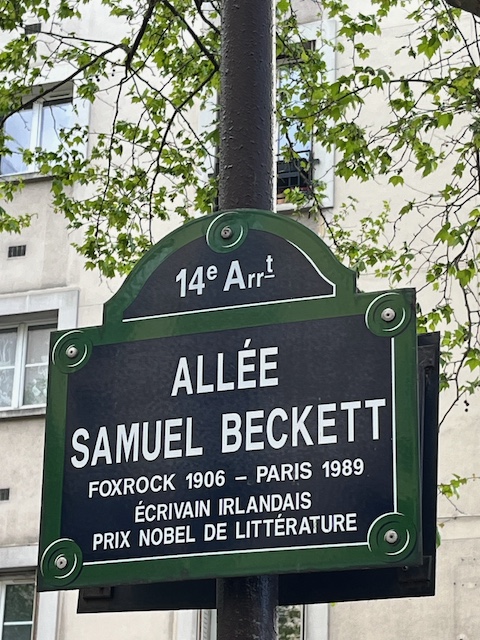 14e Arrt
ALLÉE
SAMUEL BECKETT
FOXROCK 1906 – PARIS 1989
ÉCRIVAIN IRLANDAIS
PRIX NOBEL DE LITTÉRATURE